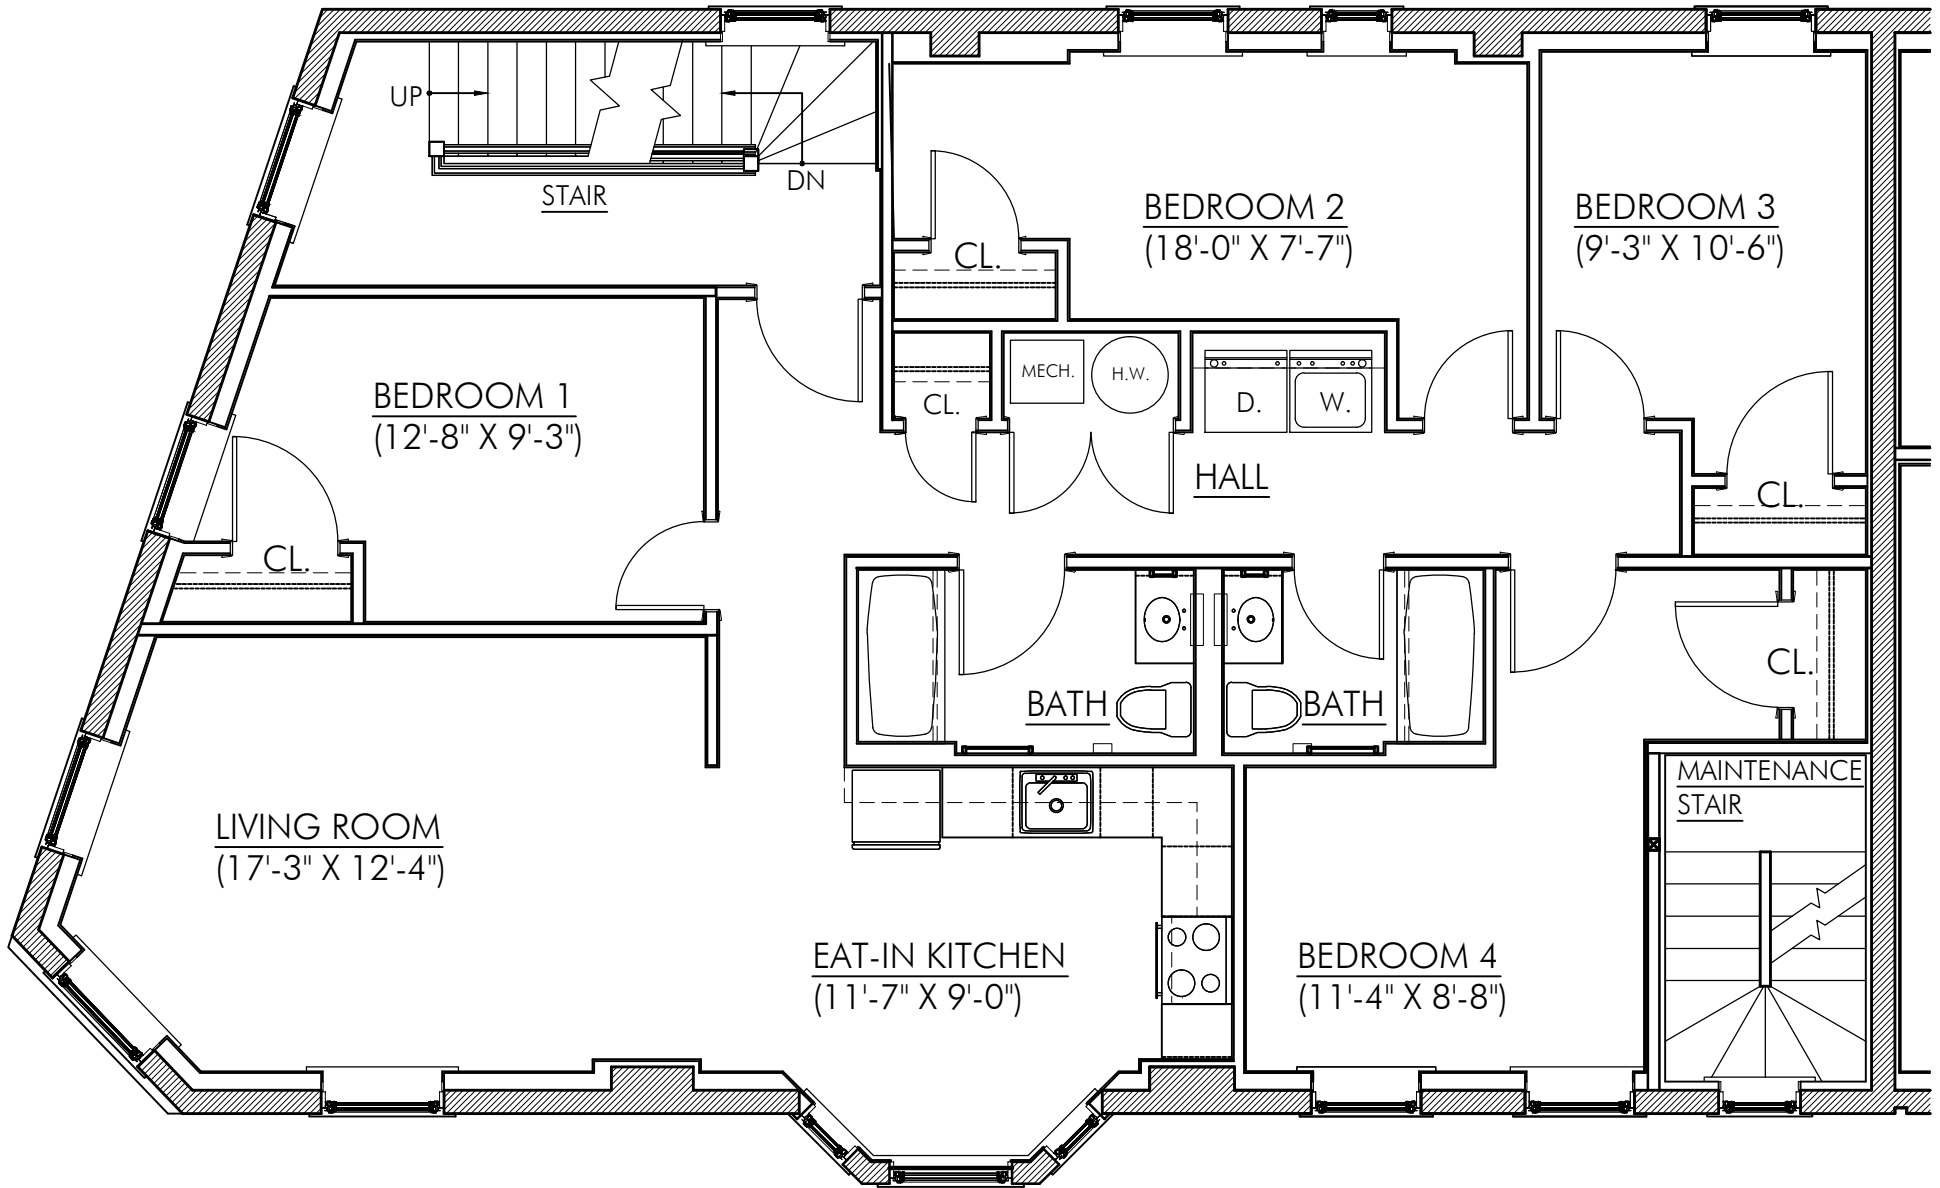 UP
DN
STAIR
BEDROOM 2
(18'-0" X 7'-7")
BEDROOM 3
(9'-3" X 10'-6")
CL.
MECH.
H.W.
CL.
D.
W.
BEDROOM 1
(12'-8" X 9'-3")
HALL
CL.
CL.
CL.
BATH
BATH
MAINTENANCE
STAIR
LIVING ROOM
(17'-3" X 12'-4")
EAT-IN KITCHEN
(11'-7" X 9'-0")
BEDROOM 4
(11'-4" X 8'-8")